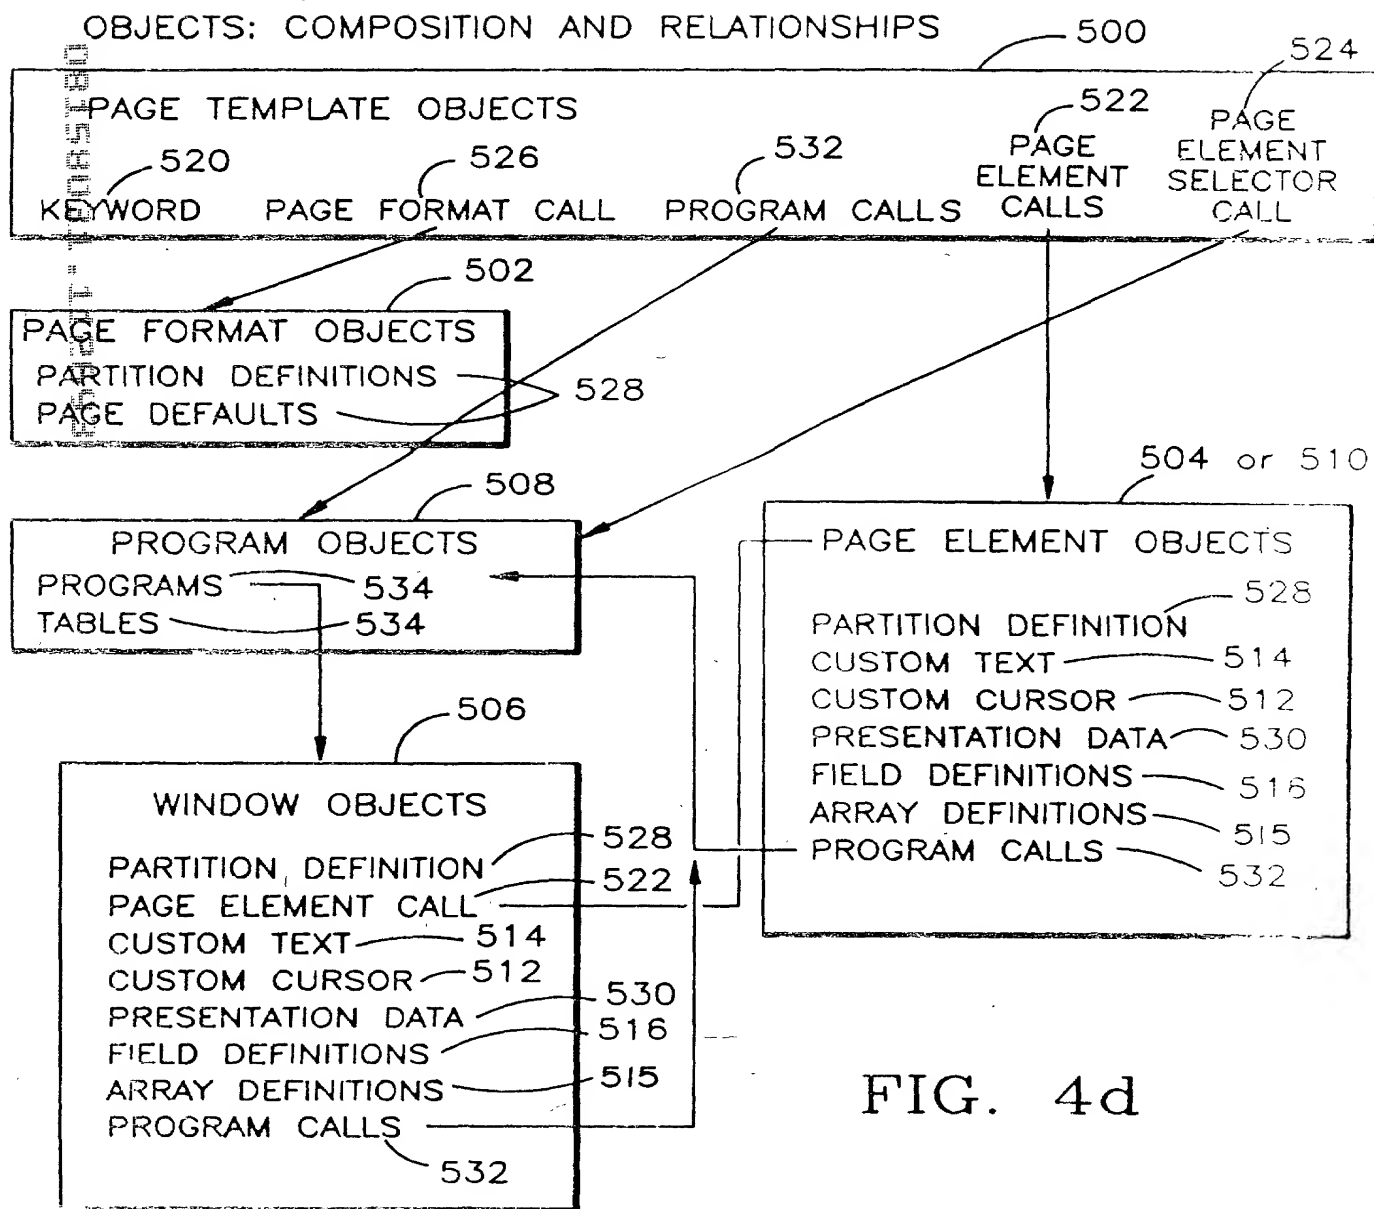 OBJECTS: COMPOSITION AND RELATIONSHIPS
500
524
PAGE TEMPLATE OBJECTS
522
PAGE
ELEMENT
SELECTOR
CALL
520
526
532
PAGE
ELEMENT
CALLS
KEYWORD
PAGE FORMAT CALL
PROGRAM CALLS
502
PAGE FORMAT OBJECTS
PARTITION DEFINITIONS
528
PAGE DEFAULTS
508
504 or 510
PROGRAM OBJECTS
PROGRAMS 534
TABLES 534
PAGE ELEMENT OBJECTS
528
PARTITION DEFINITION
CUSTOM TEXT 514
CUSTOM CURSOR 512
PRESENTATION DATA 530
FIELD DEFINITIONS 516
ARRAY DEFINITIONS 515
PROGRAM CALLS 532
506
WINDOW OBJECTS
PARTITION DEFINITION 528
PAGE ELEMENT CALL 522
CUSTOM TEXT 514
CUSTOM CURSOR 512
PRESENTATION DATA 530
FIELD DEFINITIONS 516
ARRAY DEFINITIONS 515
PROGRAM CALLS
532
FIG. 4d